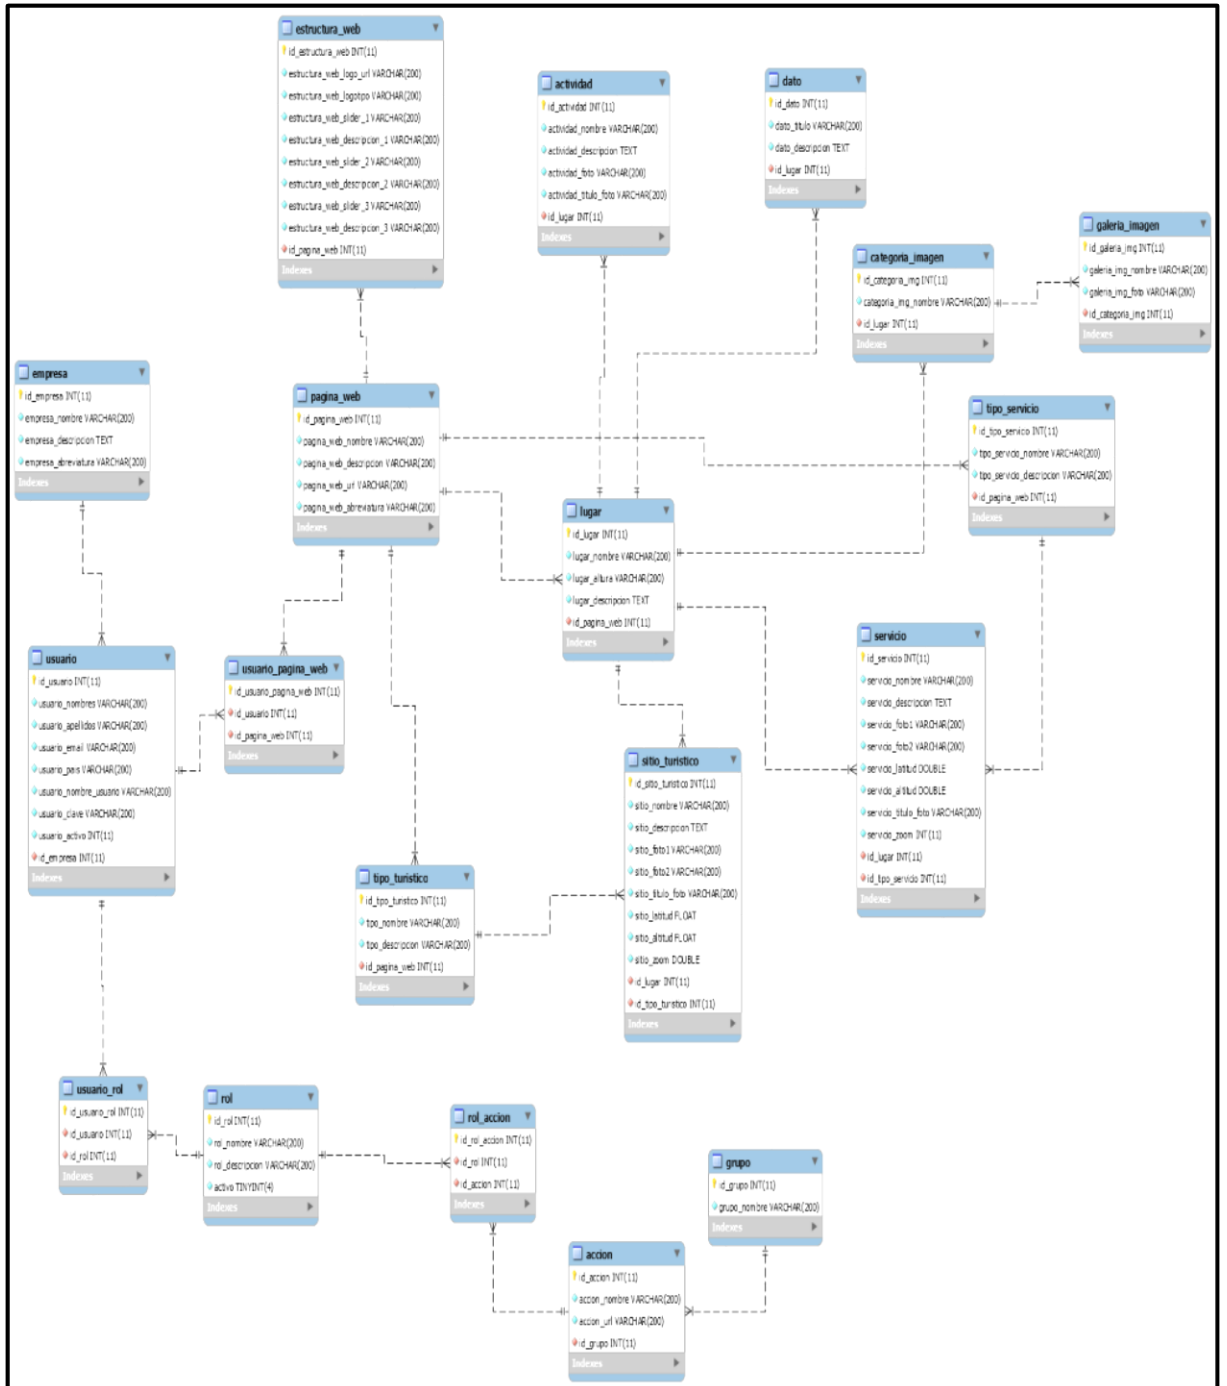 estructura_web
id_estructura_web INT(11)
estructura_web_logo_url VARCHAR(200)
estructura_web_logotipo VARCHAR(200)
estructura_web_slider_1 VARCHAR(200)
estructura_web_descripcion_1 VARCHAR(200)
estructura_web_slider_2 VARCHAR(200)
estructura_web_descripcion_2 VARCHAR(200)
estructura_web_slider_3 VARCHAR(200)
estructura_web_descripcion_3 VARCHAR(200)
id_pagina_web INT(11)
Indexes
actividad
id_actividad INT(11)
actividad_nombre VARCHAR(200)
actividad_descripcion TEXT
actividad_foto VARCHAR(200)
actividad_titulo_foto VARCHAR(200)
id_lugar INT(11)
Indexes
dato
id_dato INT(11)
dato_titulo VARCHAR(200)
dato_descripcion TEXT
id_lugar INT(11)
Indexes
categoria_imagen
id_categoria_img INT(11)
categoria_img_nombre VARCHAR(200)
id_lugar INT(11)
Indexes
galeria_imagen
id_galeria_img INT(11)
galeria_img_nombre VARCHAR(200)
galeria_img_foto VARCHAR(200)
id_categoria_img INT(11)
Indexes
empresa
id_empresa INT(11)
empresa_nombre VARCHAR(200)
empresa_descripcion TEXT
empresa_abreviatura VARCHAR(200)
Indexes
pagina_web
id_pagina_web INT(11)
pagina_web_nombre VARCHAR(200)
pagina_web_descripcion VARCHAR(200)
pagina_web_url VARCHAR(200)
pagina_web_abreviatura VARCHAR(200)
Indexes
tipo_servicio
id_tipo_servicio INT(11)
tipo_servicio_nombre VARCHAR(200)
tipo_servicio_descripcion VARCHAR(200)
id_pagina_web INT(11)
Indexes
lugar
id_lugar INT(11)
lugar_nombre VARCHAR(200)
lugar_altura VARCHAR(200)
lugar_descripcion TEXT
id_pagina_web INT(11)
Indexes
usuario
id_usuario INT(11)
usuario_nombres VARCHAR(200)
usuario_apellidos VARCHAR(200)
usuario_email VARCHAR(200)
usuario_pais VARCHAR(200)
usuario_nombre_usuario VARCHAR(200)
usuario_clave VARCHAR(200)
usuario_activo INT(11)
id_empresa INT(11)
Indexes
usuario_pagina_web
id_usuario_pagina_web INT(11)
id_usuario INT(11)
id_pagina_web INT(11)
Indexes
servicio
id_servicio INT(11)
servicio_nombre VARCHAR(200)
servicio_descripcion TEXT
servicio_foto1 VARCHAR(200)
servicio_foto2 VARCHAR(200)
servicio_latitud DOUBLE
servicio_altitud DOUBLE
servicio_titulo_foto VARCHAR(200)
servicio_zoom INT(11)
id_lugar INT(11)
id_tipo_servicio INT(11)
Indexes
sitio_turistico
id_sitio_turistico INT(11)
sitio_nombre VARCHAR(200)
sitio_descripcion TEXT
sitio_foto1 VARCHAR(200)
sitio_foto2 VARCHAR(200)
sitio_titulo_foto VARCHAR(200)
sitio_latitud FLOAT
sitio_altitud FLOAT
sitio_zoom DOUBLE
id_lugar INT(11)
id_tipo_turistico INT(11)
Indexes
tipo_turistico
id_tipo_turistico INT(11)
tipo_nombre VARCHAR(200)
tipo_descripcion VARCHAR(200)
id_pagina_web INT(11)
Indexes
usuario_rol
id_usuario_rol INT(11)
id_usuario INT(11)
id_rol INT(11)
Indexes
rol
id_rol INT(11)
rol_nombre VARCHAR(200)
rol_descripcion VARCHAR(200)
activo TINYINT(4)
Indexes
rol_accion
id_rol_accion INT(11)
id_rol INT(11)
id_accion INT(11)
Indexes
grupo
id_grupo INT(11)
grupo_nombre VARCHAR(200)
Indexes
accion
id_accion INT(11)
accion_nombre VARCHAR(200)
accion_url VARCHAR(200)
id_grupo INT(11)
Indexes